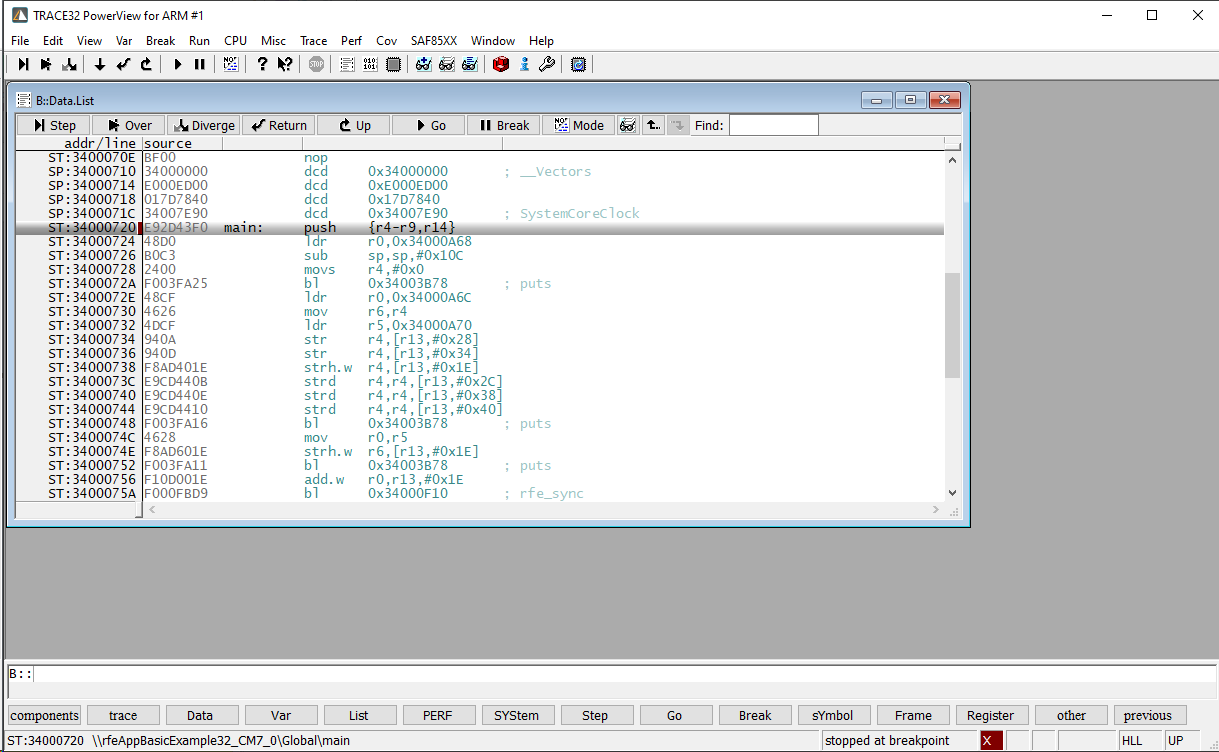 TRACE32 PowerView for ARM #1
File Edit View Var Break Run CPU Misc Trace Perf Cov SAF85XX Window Help
B::Data.List
Step Over Diverge Return Up Go Break Mode Find:
addr/line source
ST:3400070E BF00 nop
SP:34000710 34000000 dcd 0x34000000 ; __Vectors
SP:34000714 E000ED00 dcd 0xE000ED00
SP:34000718 017D7840 dcd 0x17D7840
SP:3400071C 34007E90 dcd 0x34007E90 ; SystemCoreClock
ST:34000720 E92D43F0 main: push {r4-r9,r14}
ST:34000724 48D0 ldr r0,0x34000A68
ST:34000726 B0C3 sub sp,sp,#0x10C
ST:34000728 2400 movs r4,#0x0
ST:3400072A F003FA25 bl 0x34003B78 ; puts
ST:3400072E 48CF ldr r0,0x34000A6C
ST:34000730 4626 mov r6,r4
ST:34000732 4DCF ldr r5,0x34000A70
ST:34000734 940A str r4,[r13,#0x28]
ST:34000736 940D str r4,[r13,#0x34]
ST:34000738 F8AD401E strh.w r4,[r13,#0x1E]
ST:3400073C E9CD440B strd r4,r4,[r13,#0x2C]
ST:34000740 E9CD440E strd r4,r4,[r13,#0x38]
ST:34000744 E9CD4410 strd r4,r4,[r13,#0x40]
ST:34000748 F003FA16 bl 0x34003B78 ; puts
ST:3400074C 4628 mov r0,r5
ST:3400074E F8AD601E strh.w r6,[r13,#0x1E]
ST:34000752 F003FA11 bl 0x34003B78 ; puts
ST:34000756 F10D001E add.w r0,r13,#0x1E
ST:3400075A F000FBD9 bl 0x34000F10 ; rfe_sync
B::
components trace Data Var List PERF SYStem Step Go Break sYmbol Frame Register other previous
ST:34000720 \\rfeAppBasicExample32_CM7_0\Global\main stopped at breakpoint X HLL UP